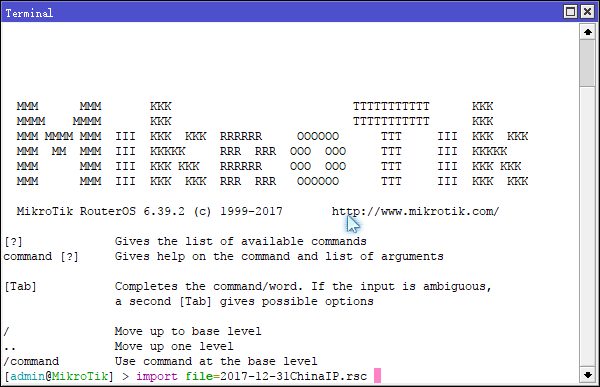 Terminal
MMM      MMM       KKK                          TTTTTTTTTTT      KKK
MMMM    MMMM       KKK                          TTTTTTTTTTT      KKK
MMM MMMM MMM  III  KKK  KKK  RRRRRR     OOOOOO      TTT     III  KKK  KKK
MMM  MM  MMM  III  KKKKK     RRR  RRR  OOO  OOO     TTT     III  KKKKK
MMM      MMM  III  KKK KKK   RRRRRR    OOO  OOO     TTT     III  KKK KKK
MMM      MMM  III  KKK  KKK  RRR  RRR   OOOOOO      TTT     III  KKK  KKK
MikroTik RouterOS 6.39.2 (c) 1999-2017       http://www.mikrotik.com/
[?]             Gives the list of available commands
command [?]     Gives help on the command and list of arguments
[Tab]           Completes the command/word. If the input is ambiguous,
a second [Tab] gives possible options
/               Move up to base level
..              Move up one level
/command        Use command at the base level
[admin@MikroTik] > import file=2017-12-31ChinaIP.rsc